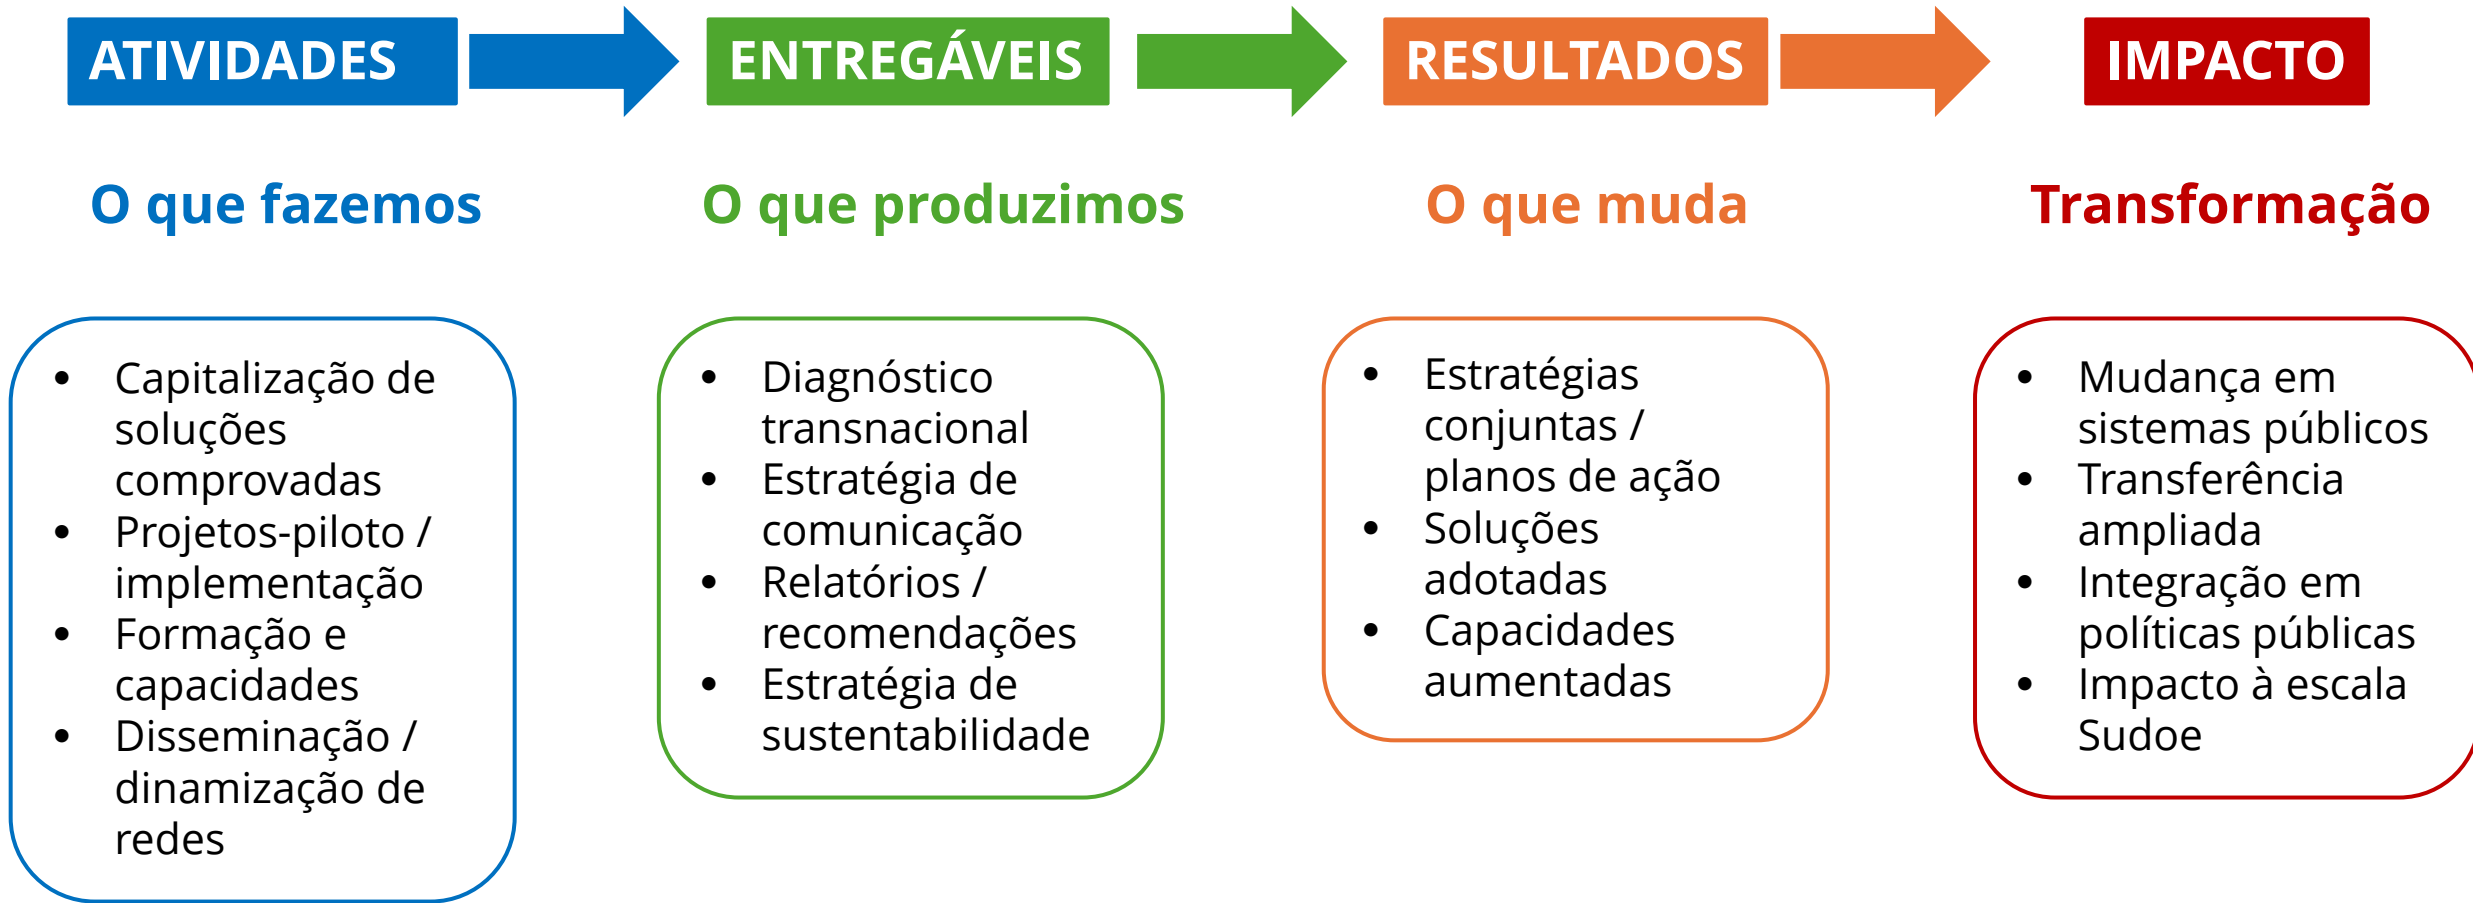 ATIVIDADES
ENTREGÁVEIS
RESULTADOS
IMPACTO
O que fazemos
O que produzimos
O que muda
Transformação
• Capitalização de
soluções
comprovadas
• Projetos-piloto /
implementação
• Formação e
capacidades
• Disseminação /
dinamização de
redes
• Diagnóstico
transnacional
• Estratégia de
comunicação
• Relatórios /
recomendações
• Estratégia de
sustentabilidade
• Estratégias
conjuntas /
planos de ação
• Soluções
adotadas
• Capacidades
aumentadas
• Mudança em
sistemas públicos
• Transferência
ampliada
• Integração em
políticas públicas
• Impacto à escala
Sudoe